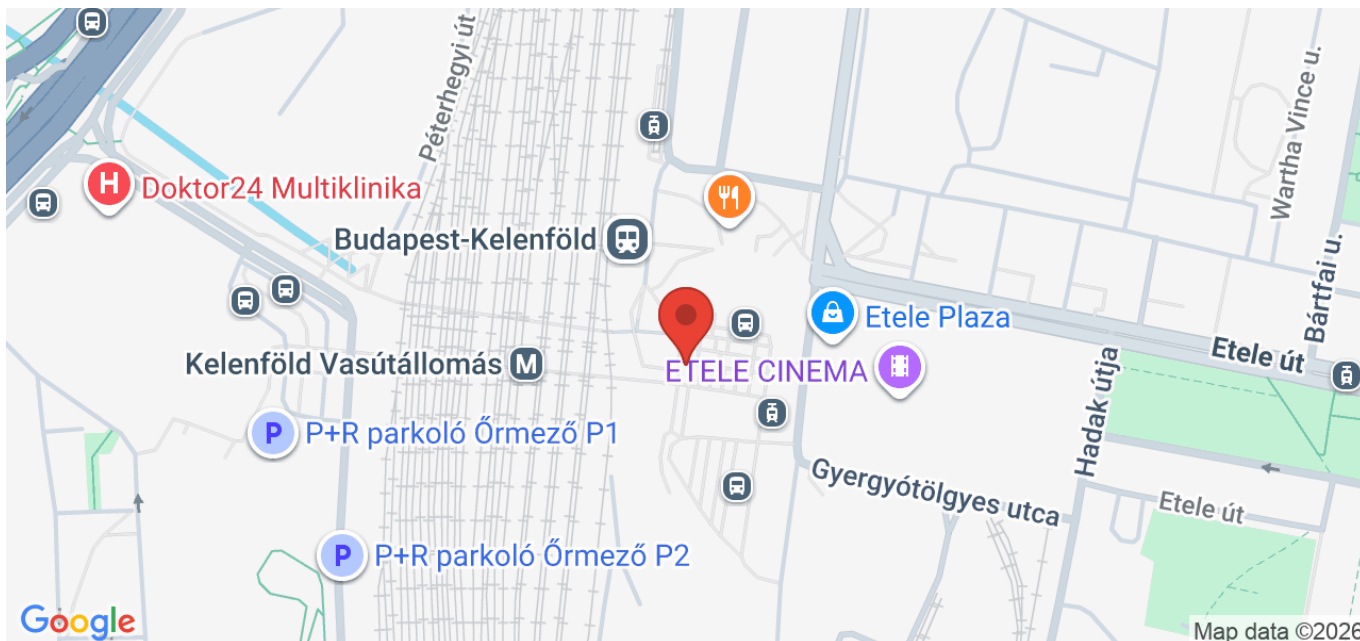 Péterhegyi út
Wartha Vince u.
H Doktor24 Multiklinika
Budapest-Kelenföld
Bártfai u.
Etele Plaza
Etele út
Kelenföld Vasútállomás M
ETELE CINEMA
Hadak útja
P P+R parkoló Őrmező P1
Gyergyótölgyes utca
Etele út
P P+R parkoló Őrmező P2
Google
Map data ©2026